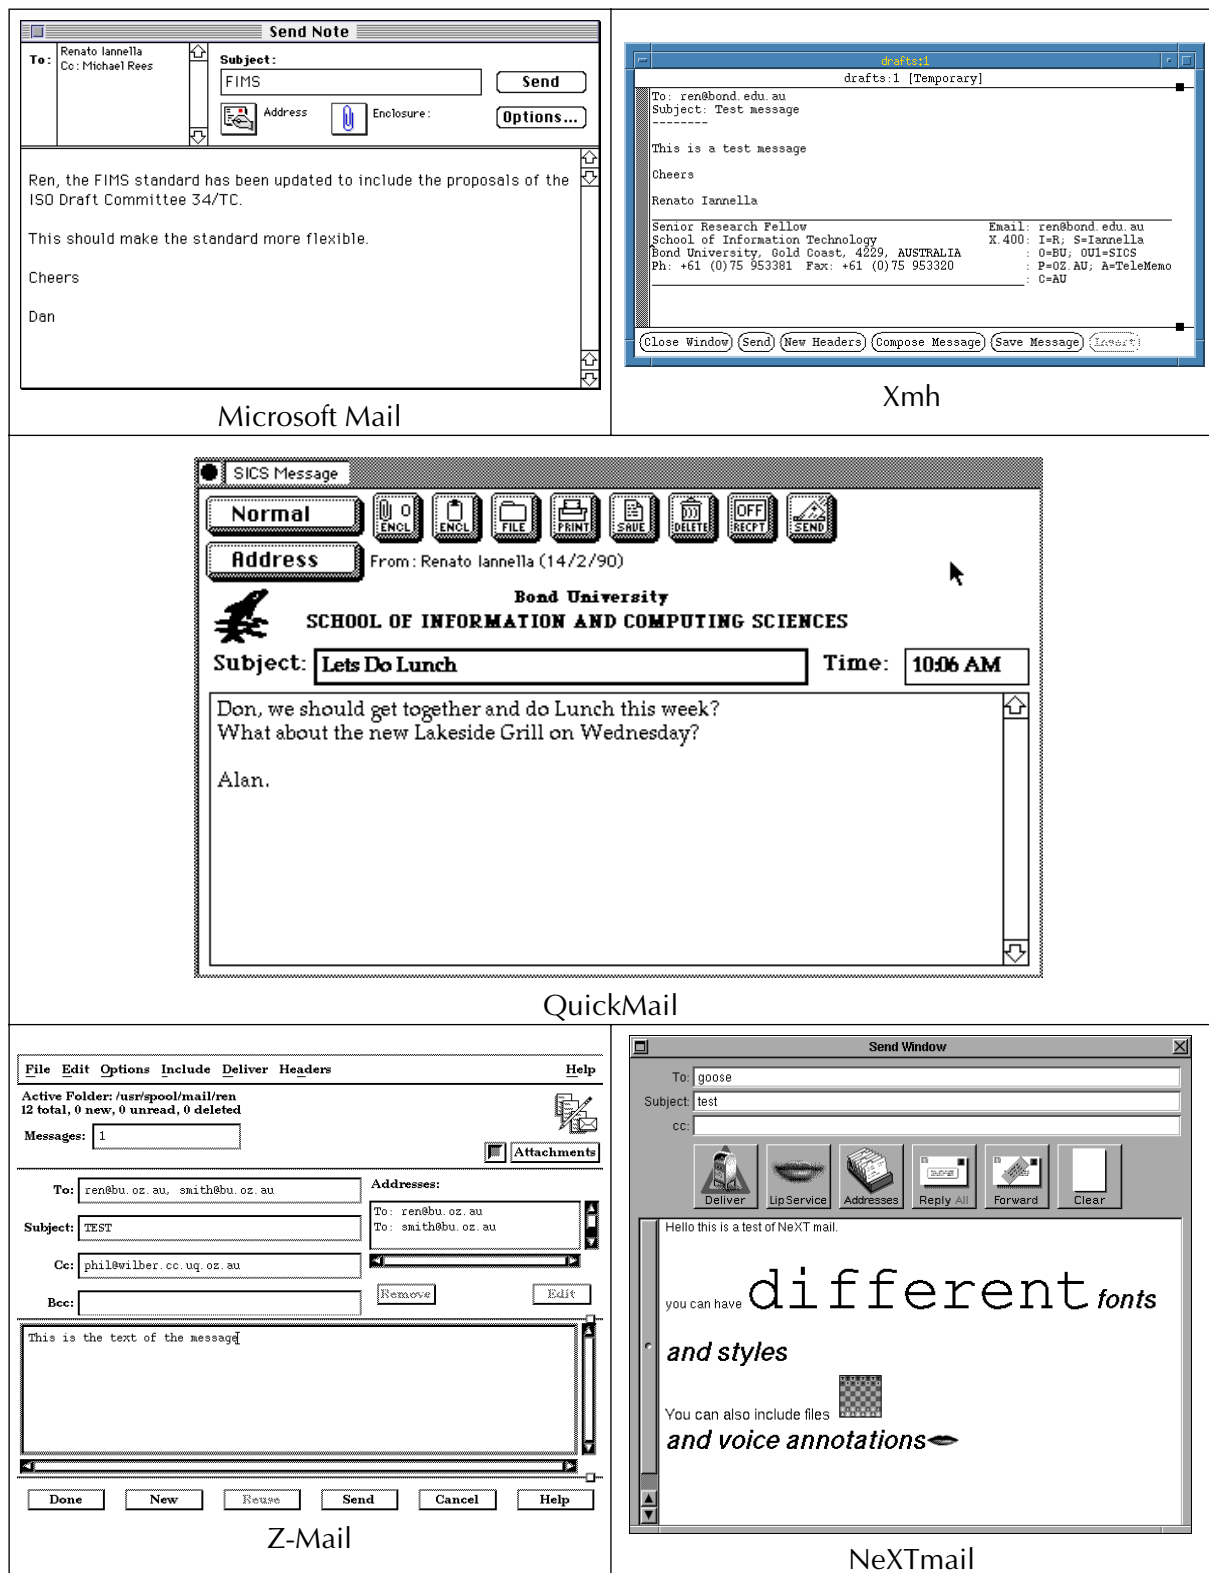 Send Note
To:
Renato Iannella
Cc: Michael Rees
Subject:
FIMS
Send
Address
Enclosure:
Options...
Ren, the FIMS standard has been updated to include the proposals of the
ISO Draft Committee 34/TC.
This should make the standard more flexible.
Cheers
Dan
Microsoft Mail
drafts:1
drafts:1 [Temporary]
To: ren@bond.edu.au
Subject: Test message
--------
This is a test message
Cheers
Renato Iannella
Senior Research Fellow Email: ren@bond.edu.au
School of Information Technology X.400: I=R; S=Iannella
Bond University, Gold Coast, 4229, AUSTRALIA : O=BU; OU1=SICS
Ph: +61 (0)75 953381 Fax: +61 (0)75 953320 : P=OZ.AU; A=TeleMemo
: C=AU
Close Window Send New Headers Compose Message Save Message Insert
Xmh
SICS Message
Normal
ENCL ENCL FILE PRINT SAVE DELETE OFF RECPT SEND
Address
From: Renato Iannella (14/2/90)
Bond University
SCHOOL OF INFORMATION AND COMPUTING SCIENCES
Subject: Lets Do Lunch Time: 10:06 AM
Don, we should get together and do Lunch this week?
What about the new Lakeside Grill on Wednesday?
Alan.
QuickMail
File Edit Options Include Deliver Headers Help
Active Folder: /usr/spool/mail/ren
12 total, 0 new, 0 unread, 0 deleted
Messages: 1
Attachments
To: ren@bu.oz.au, smith@bu.oz.au
Subject: TEST
Cc: phil@wilber.cc.uq.oz.au
Bcc:
Addresses:
To: ren@bu.oz.au
To: smith@bu.oz.au
Remove Edit
This is the text of the message
Done New Reuse Send Cancel Help
Z-Mail
Send Window
To: goose
Subject: test
cc:
Deliver Lip Service Addresses Reply All Forward Clear
Hello this is a test of NeXT mail.
you can have different fonts
and styles
You can also include files
and voice annotations
NeXTmail